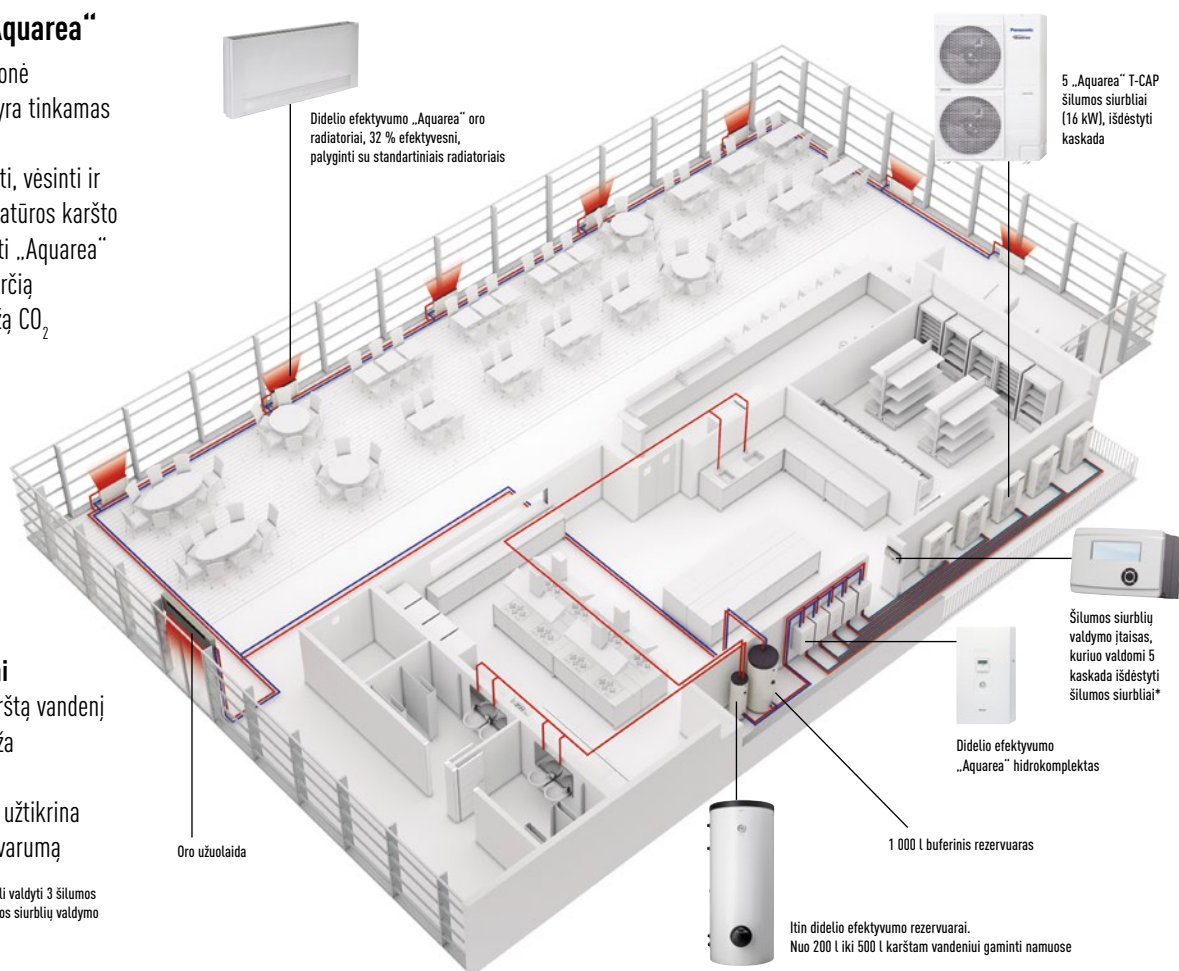 Aquarea“
onė
yra tinkamas
ti, vėsinti ir
atūros karšto
ti „Aquarea“
rčią
žą CO₂
i
rštą vandenį
ža
užtikrina
varumą
li valdyti 3 šilumos
os siurblių valdymo
Didelio efektyvumo „Aquarea“ oro
radiatoriai, 32 % efektyvesni,
palyginti su standartiniais radiatoriais
Panasonic
5 „Aquarea“ T-CAP
šilumos siurbliai
(16 kW), išdėstyti
kaskada
Šilumos siurblių
valdymo įtaisas,
kuriuo valdomi 5
kaskada išdėstyti
šilumos siurbliai*
Didelio efektyvumo
„Aquarea“ hidrokomplektas
1 000 l buferinis rezervuaras
Oro užuolaida
Itin didelio efektyvumo rezervuarai.
Nuo 200 l iki 500 l karštam vandeniui gaminti namuose